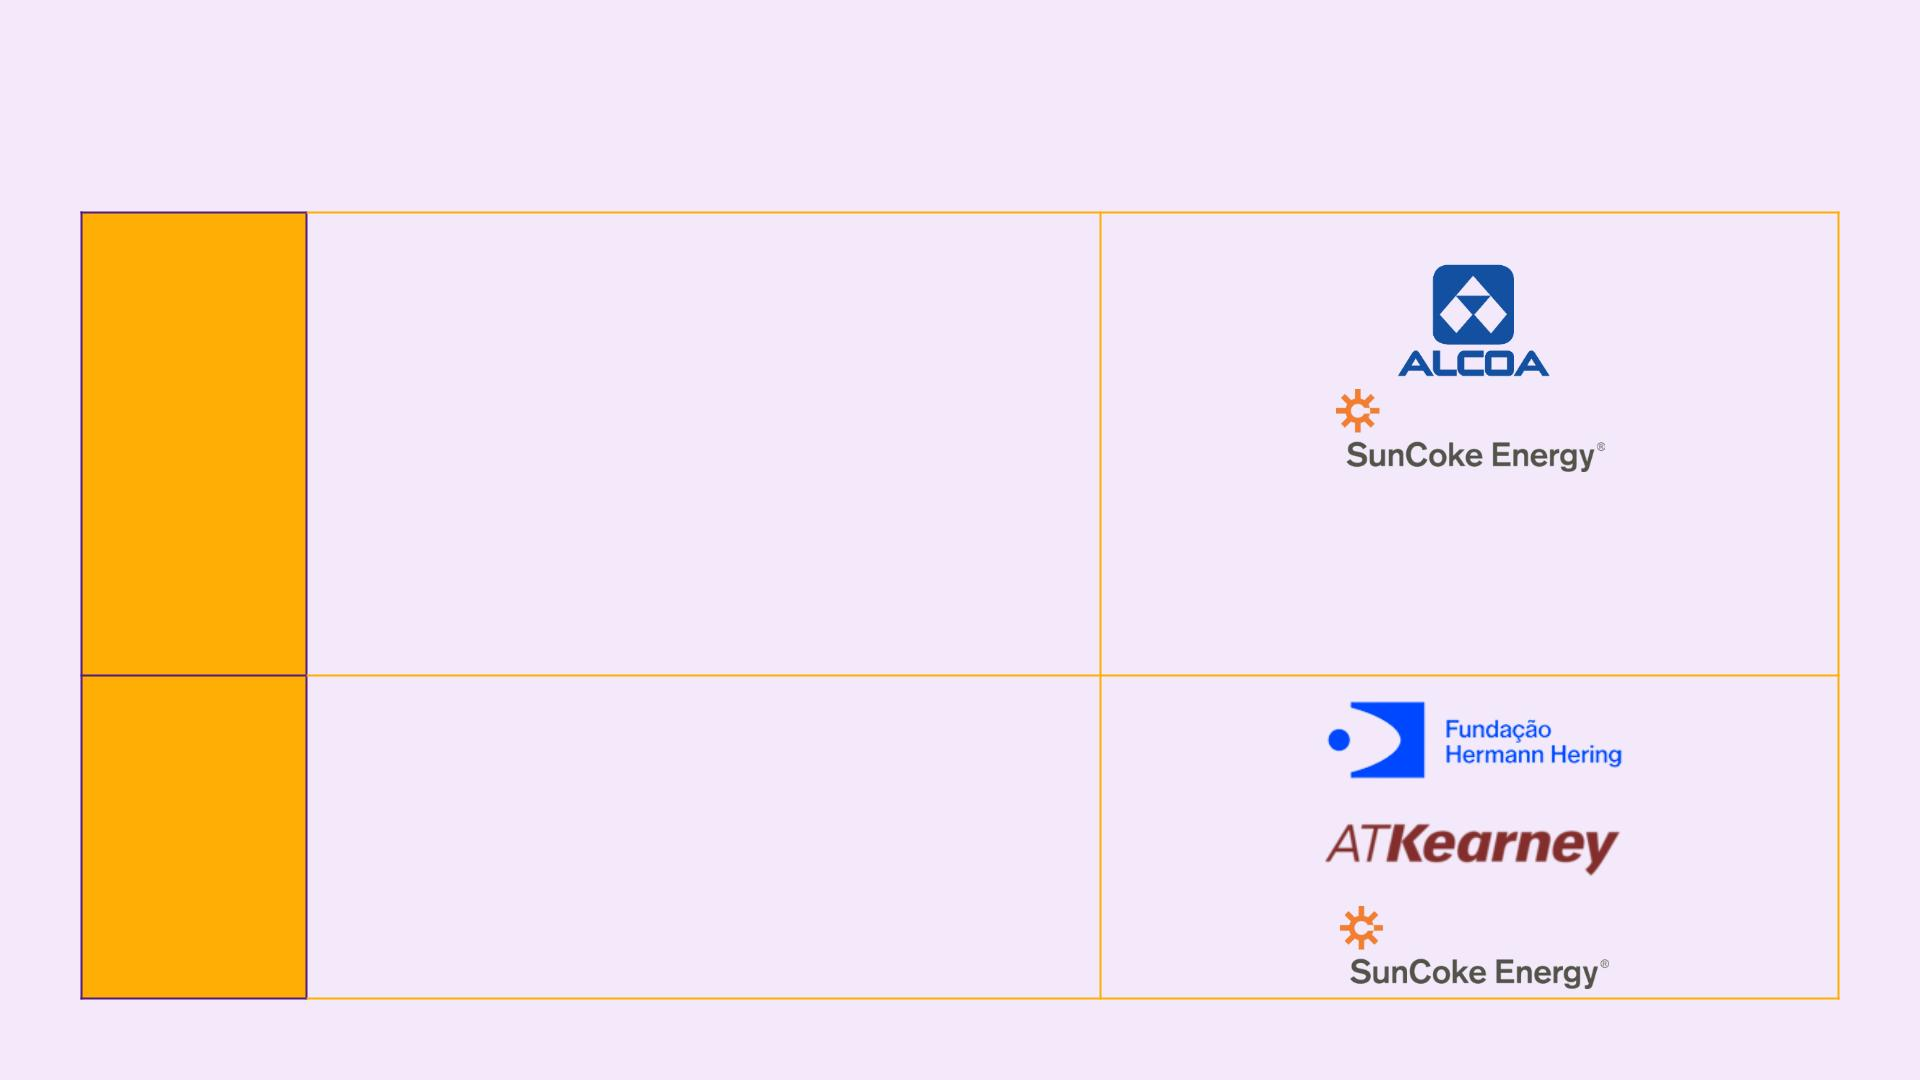 ALCOA
SunCoke Energy®
Fundação
Hermann Hering
ATKearney
SunCoke Energy®